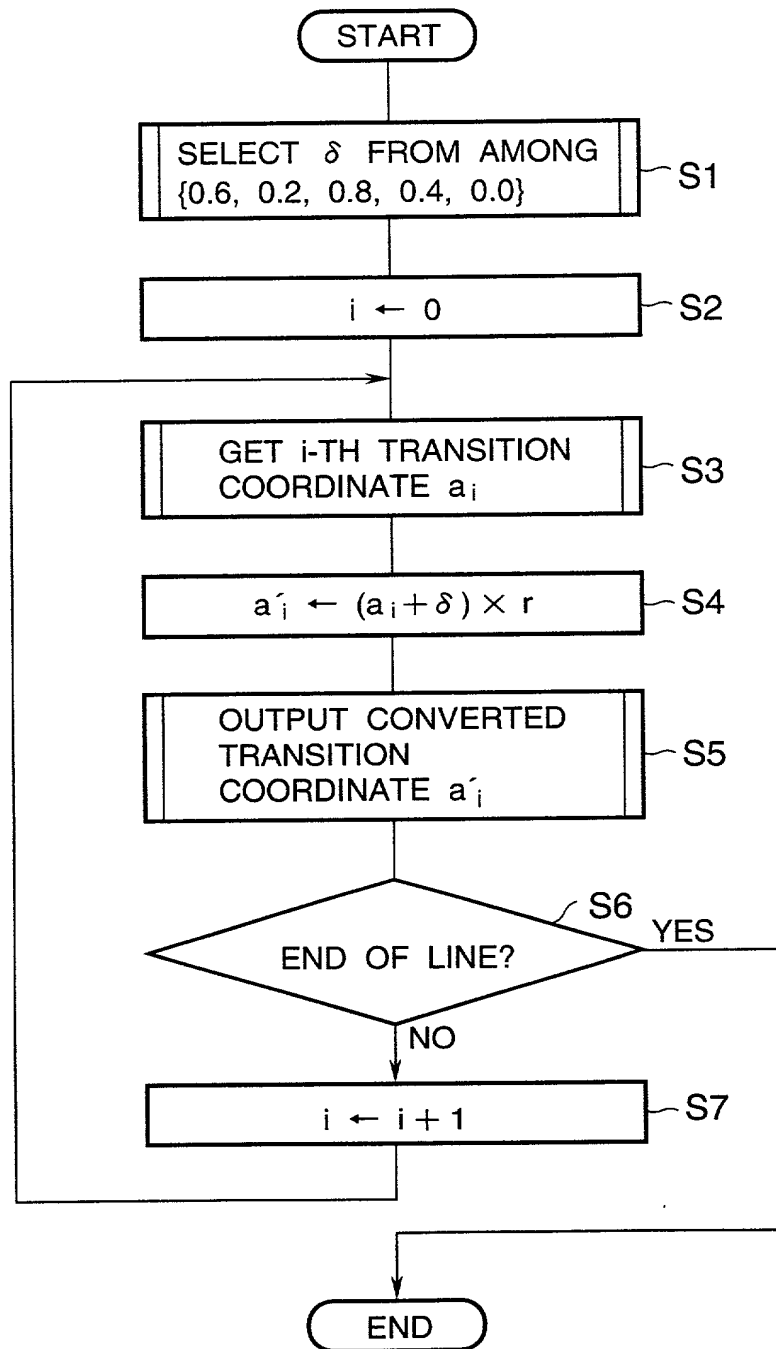 START
SELECT δ FROM AMONG
{0.6, 0.2, 0.8, 0.4, 0.0}
S1
i ← 0
S2
GET i-TH TRANSITION
COORDINATE aᵢ
S3
a´ᵢ ← (aᵢ + δ) × r
S4
OUTPUT CONVERTED
TRANSITION
COORDINATE a´ᵢ
S5
S6
END OF LINE?
YES
NO
i ← i + 1
S7
END